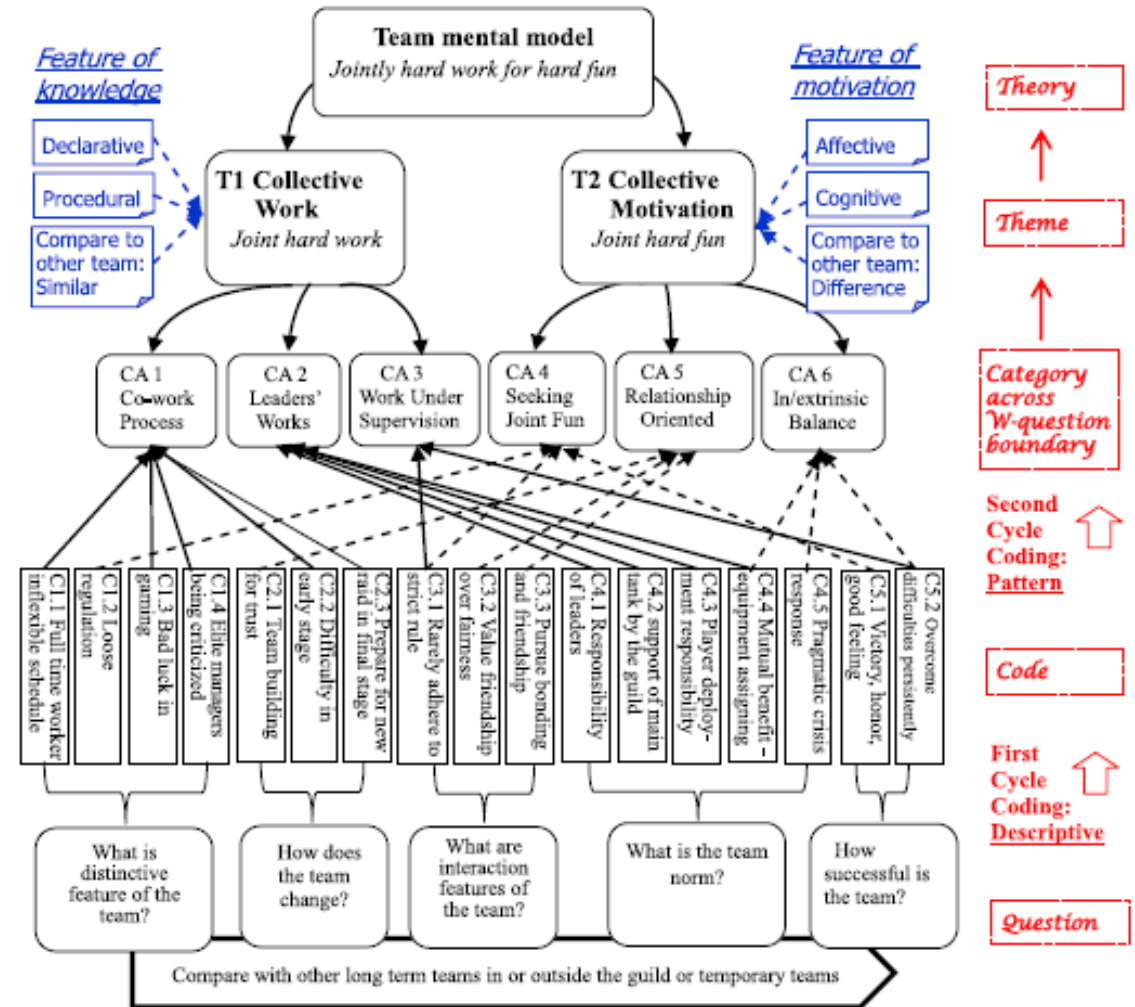 Team mental model
Jointly hard work for hard fun
Feature of
knowledge
Feature of
motivation
Theory
Declarative
Procedural
Compare to
other team:
Similar
T1 Collective
Work
Joint hard work
T2 Collective
Motivation
Joint hard fun
Affective
Cognitive
Compare to
other team:
Difference
Theme
CA 1
Co-work
Process
CA 2
Leaders'
Works
CA 3
Work Under
Supervision
CA 4
Seeking
Joint Fun
CA 5
Relationship
Oriented
CA 6
In/extrinsic
Balance
Category
across
W-question
boundary
Second
Cycle
Coding:
Pattern
C1.1 Full time worker
inflexible schedule
C1.2 Loose
regulation
C1.3 Bad luck in
gaming
C1.4 Elite managers
being criticized
C2.1 Team building
for trust
C2.2 Difficulty in
early stage
C2.3 Prepare for new
raid in final stage
C3.1 Rarely adhere to
strict rule
C3.2 Value friendship
over fairness
C3.3 Pursue bonding
and friendship
C4.1 Responsibility
of leaders
C4.2 support of main
tank by the guild
C4.3 Player deploy-
ment responsibility
C4.4 Mutual benefit -
equipment assigning
C4.5 Pragmatic crisis
response
C5.1 Victory, honor,
good feeling
C5.2 Overcome
difficulties persistently
Code
First
Cycle
Coding:
Descriptive
What is
distinctive
feature of the
team?
How does
the team
change?
What are
interaction
features of
the team?
What is the team
norm?
How
successful is
the team?
Question
Compare with other long term teams in or outside the guild or temporary teams